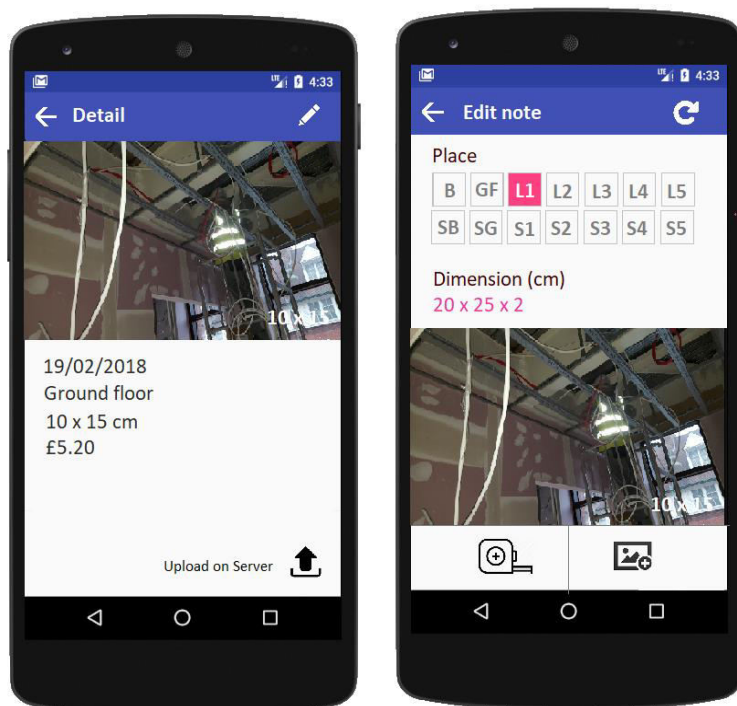 LTE 4:33
Detail
10 x 15
19/02/2018
Ground floor
10 x 15 cm
£5.20
Upload on Server
LTE 4:33
Edit note
Place
B GF L1 L2 L3 L4 L5
SB SG S1 S2 S3 S4 S5
Dimension (cm)
20 x 25 x 2
10 x 15